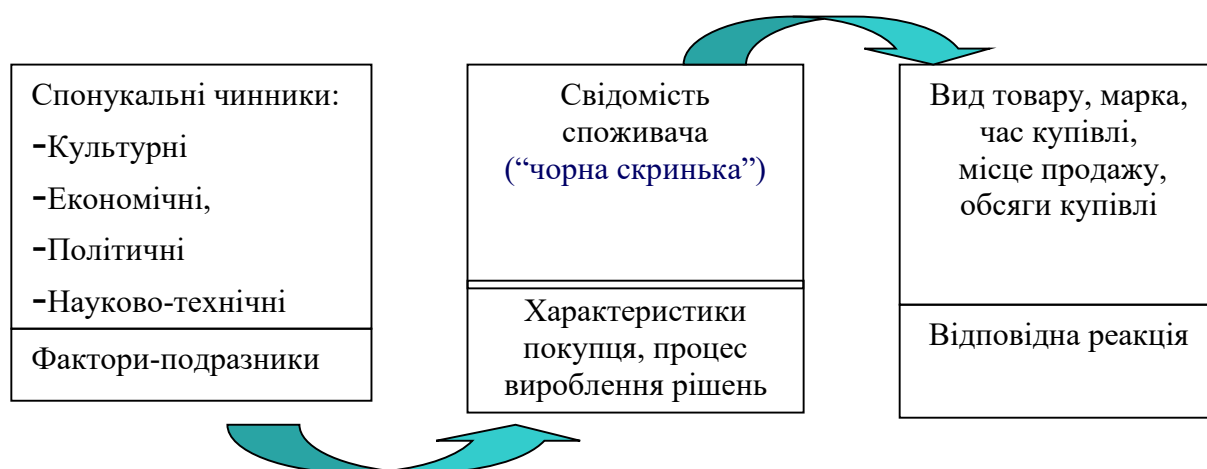 Спонукальні чинники:
-Культурні
-Економічні,
-Політичні
-Науково-технічні
Фактори-подразники
Свідомість
споживача
(“чорна скринька”)
Характеристики
покупця, процес
вироблення рішень
Вид товару, марка,
час купівлі,
місце продажу,
обсяги купівлі
Відповідна реакція